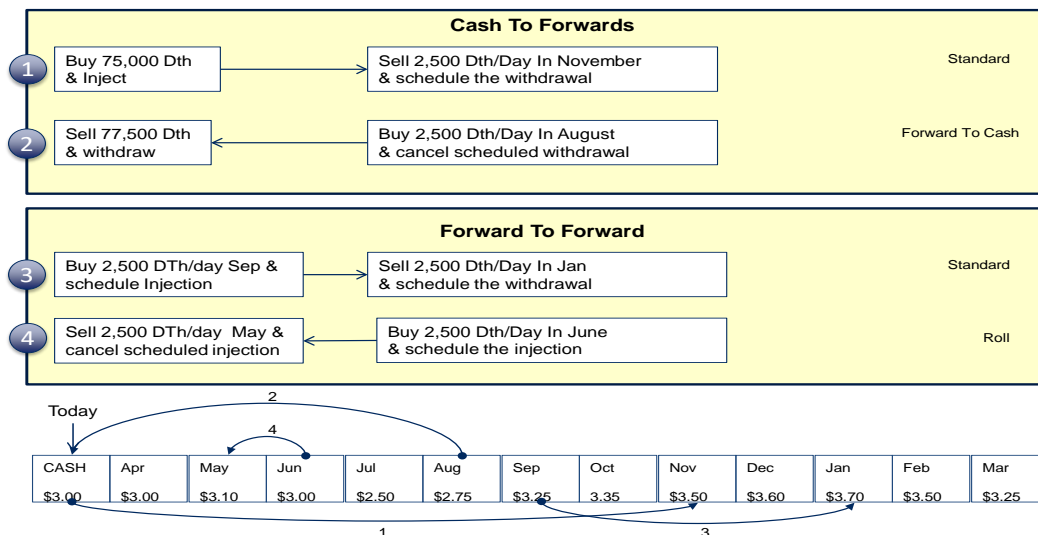 Cash To Forwards
1
Buy 75,000 Dth
& Inject
Sell 2,500 Dth/Day In November
& schedule the withdrawal
Standard
2
Sell 77,500 Dth
& withdraw
Buy 2,500 Dth/Day In August
& cancel scheduled withdrawal
Forward To Cash
Forward To Forward
3
Buy 2,500 DTh/day Sep &
schedule Injection
Sell 2,500 Dth/Day In Jan
& schedule the withdrawal
Standard
4
Sell 2,500 DTh/day May &
cancel scheduled injection
Buy 2,500 Dth/Day In June
& schedule the injection
Roll
2
Today
4
CASH Apr May Jun Jul Aug Sep Oct Nov Dec Jan Feb Mar
$3.00 $3.00 $3.10 $3.00 $2.50 $2.75 $3.25 3.35 $3.50 $3.60 $3.70 $3.50 $3.25
1 3